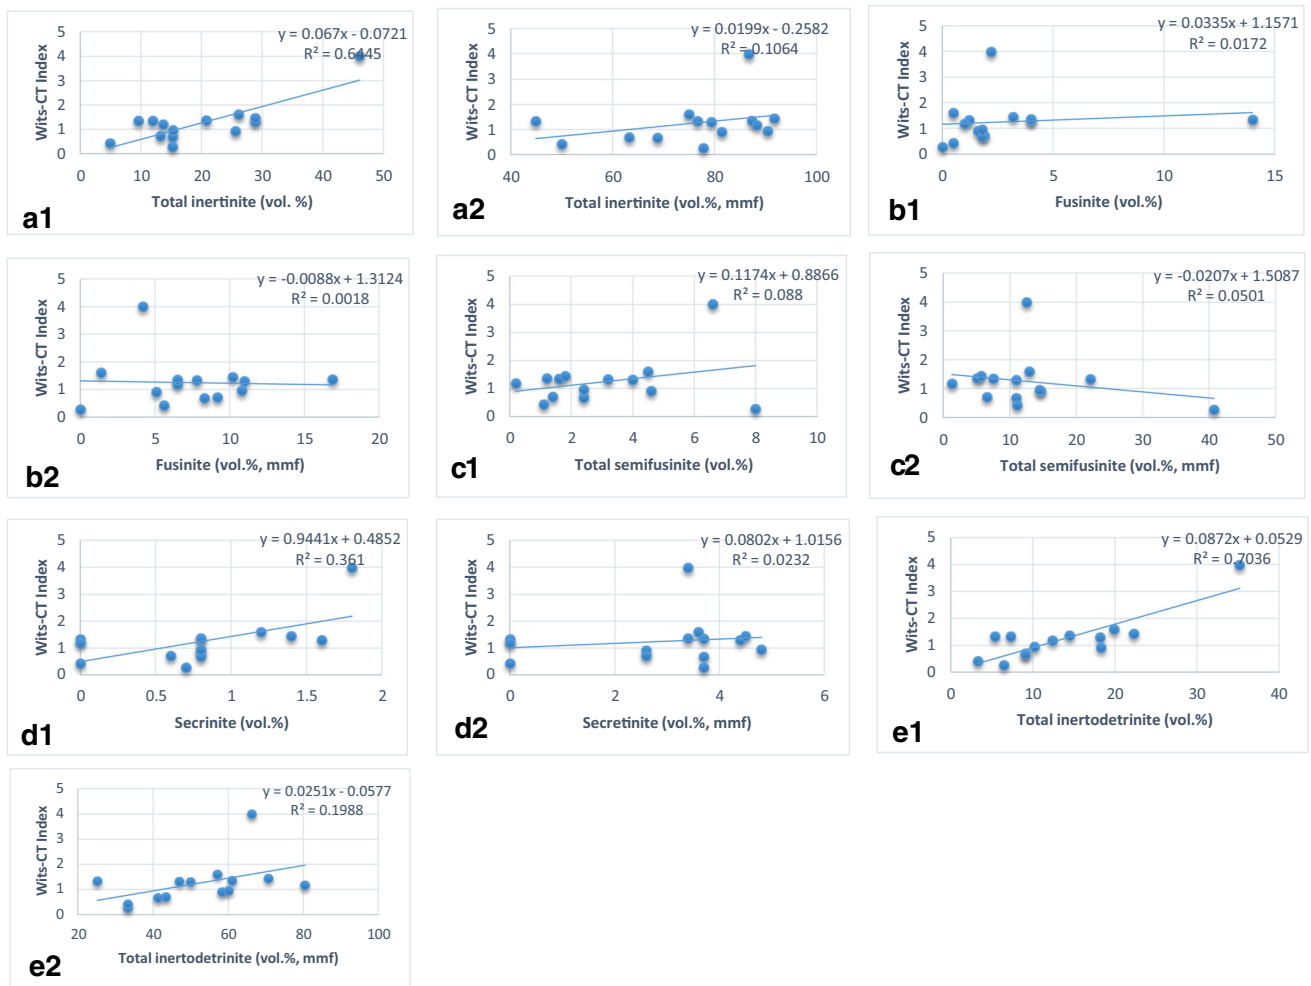 y = 0.067x - 0.0721
R² = 0.6445
Wits-CT Index
5
4
3
2
1
0
0 10 20 30 40 50
Total inertinite (vol. %)
a1
y = 0.0199x - 0.2582
R² = 0.1064
Wits-CT Index
5
4
3
2
1
0
40 60 80 100
Total inertinite (vol.%, mmf)
a2
y = 0.0335x + 1.1571
R² = 0.0172
Wits-CT Index
5
4
3
2
1
0
0 5 10 15
Fusinite (vol.%)
b1
y = -0.0088x + 1.3124
R² = 0.0018
Wits-CT Index
5
4
3
2
1
0
0 5 10 15 20
Fusinite (vol.%, mmf)
b2
y = 0.1174x + 0.8866
R² = 0.088
Wits-CT Index
5
4
3
2
1
0
0 2 4 6 8 10
Total semifusinite (vol.%)
c1
y = -0.0207x + 1.5087
R² = 0.0501
Wits-CT Index
5
4
3
2
1
0
0 10 20 30 40 50
Total semifusinite (vol.%, mmf)
c2
y = 0.9441x + 0.4852
R² = 0.361
Wits-CT Index
5
4
3
2
1
0
0 0.5 1 1.5 2
Secrinite (vol.%)
d1
y = 0.0802x + 1.0156
R² = 0.0232
Wits-CT Index
5
4
3
2
1
0
0 2 4 6
Secretinite (vol.%, mmf)
d2
y = 0.0872x + 0.0529
R² = 0.7036
Wits-CT Index
5
4
3
2
1
0
0 10 20 30 40
Total inertodetrinite (vol.%)
e1
y = 0.0251x - 0.0577
R² = 0.1988
Wits-CT Index
5
4
3
2
1
0
20 40 60 80 100
Total inertodetrinite (vol.%, mmf)
e2